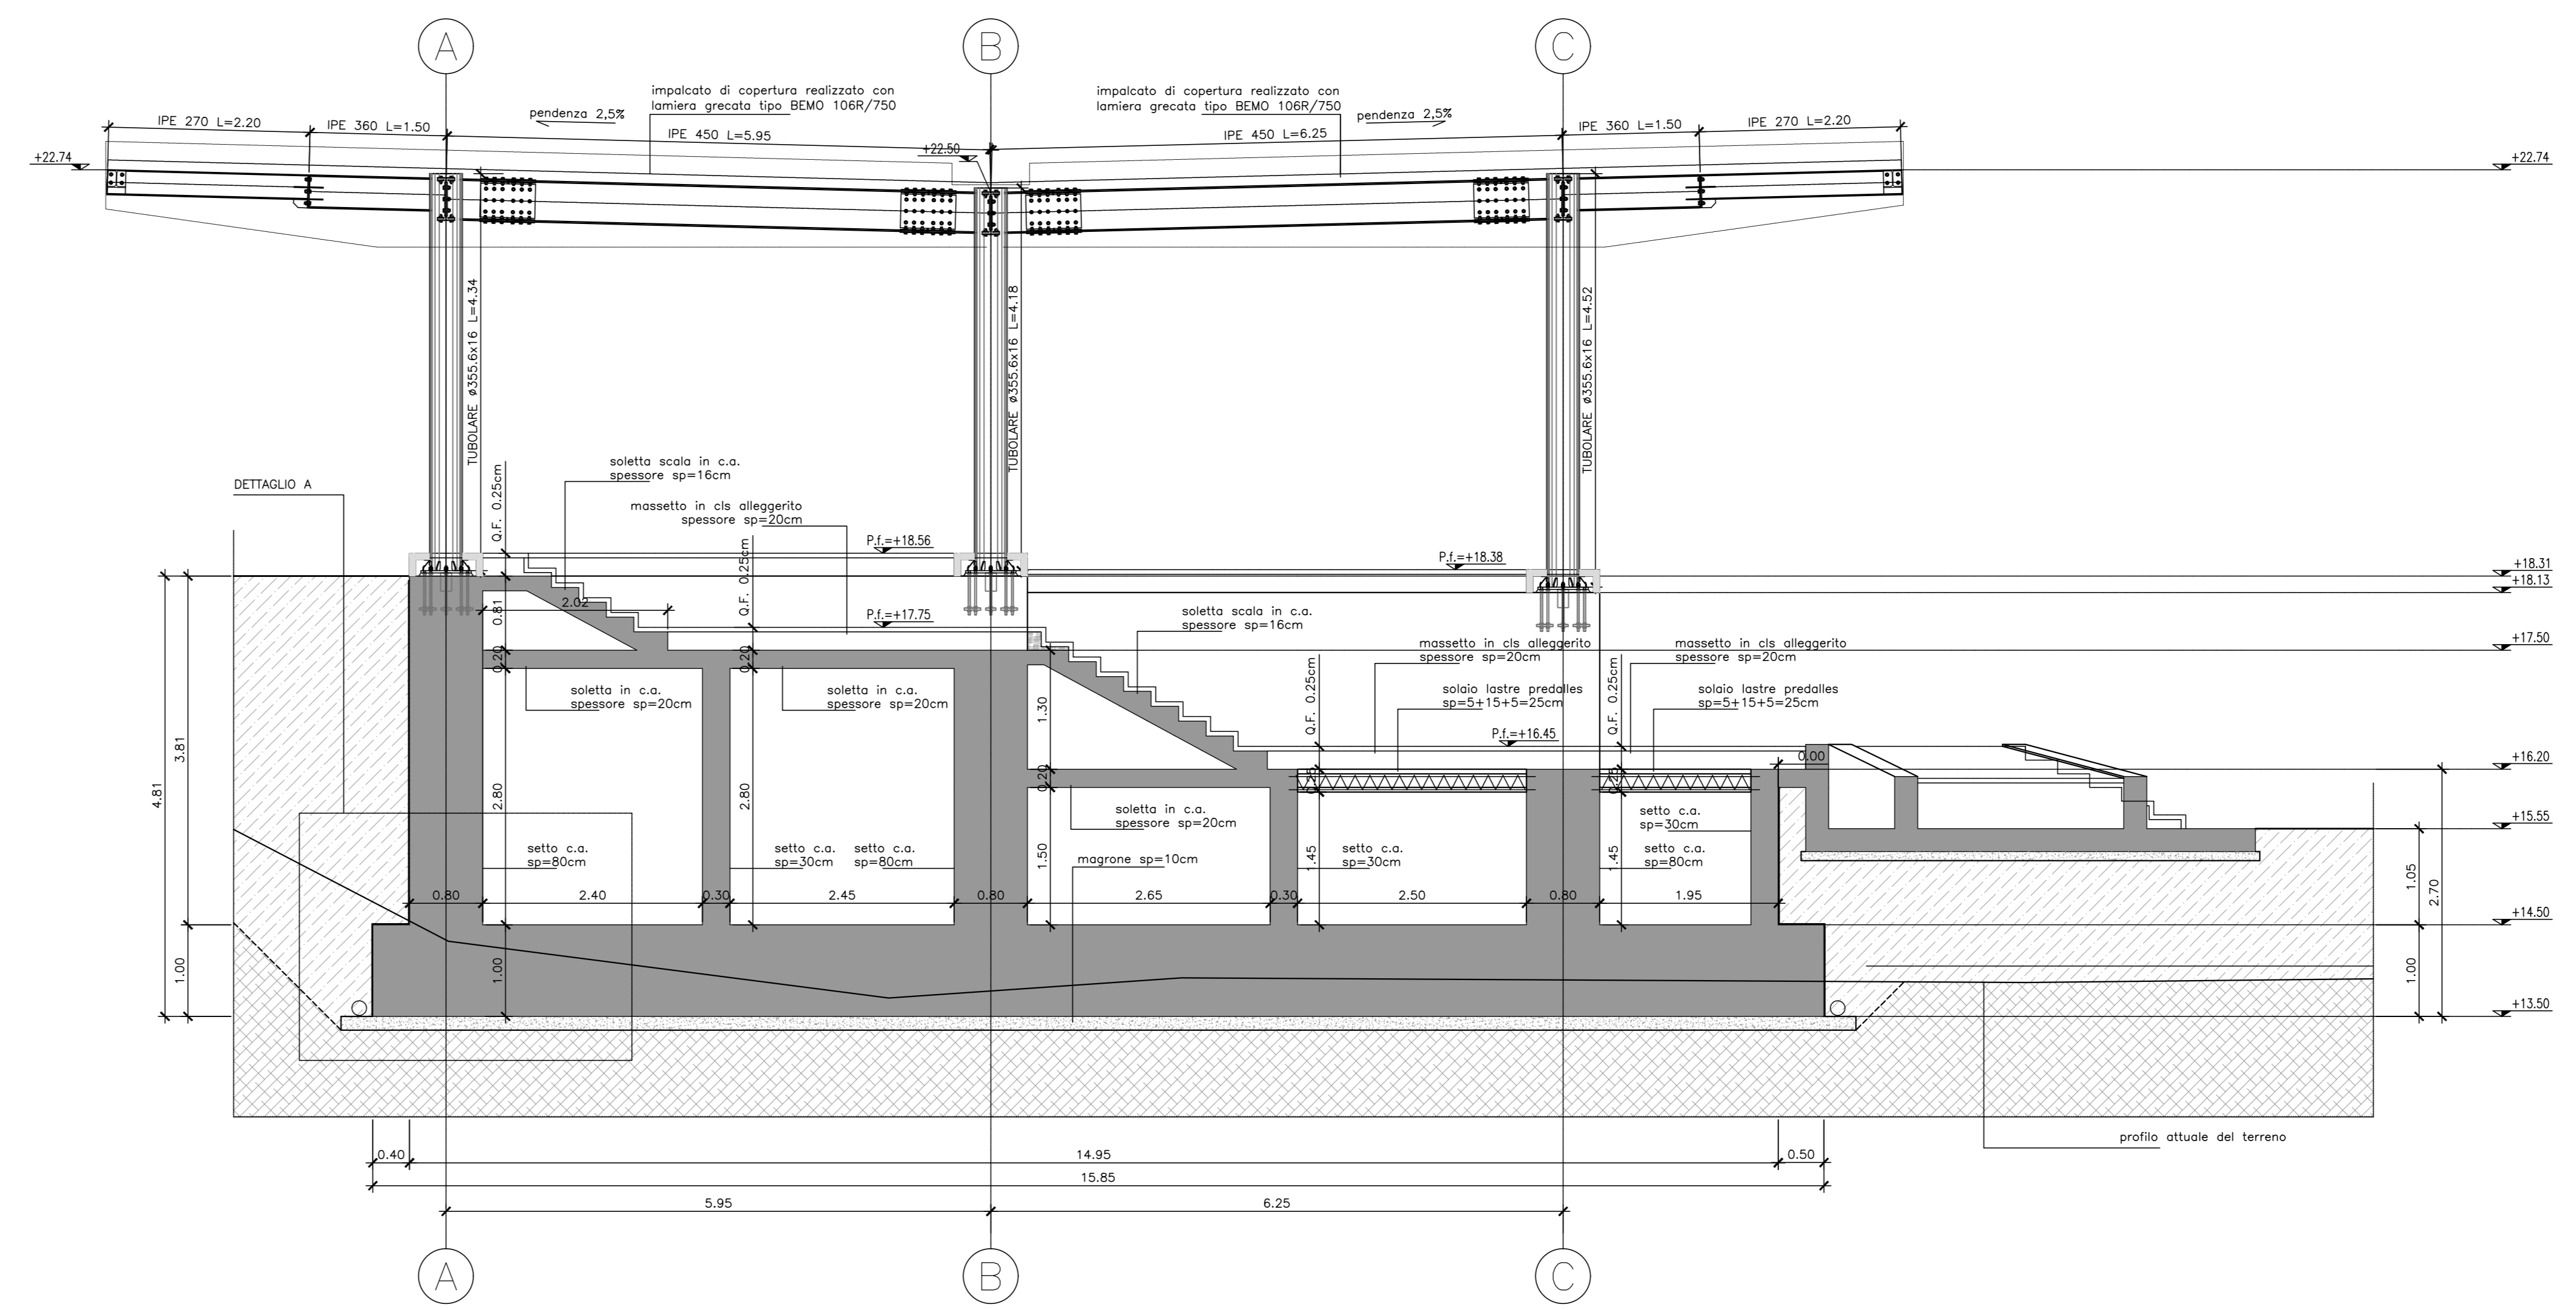 A
B
C
impalcato di copertura realizzato con
lamiera grecata tipo BEMO 106R/750
impalcato di copertura realizzato con
lamiera grecata tipo BEMO 106R/750
pendenza 2,5%
pendenza 2,5%
IPE 270 L=2.20
IPE 360 L=1.50
IPE 450 L=5.95
IPE 450 L=6.25
IPE 360 L=1.50
IPE 270 L=2.20
+22.74
+22.50
+22.74
TUBOLARE ø355.6x16 L=4.34
TUBOLARE ø355.6x16 L=4.18
TUBOLARE ø355.6x16 L=4.52
DETTAGLIO A
Q.F. 0.25cm
soletta scala in c.a.
spessore sp=16cm
massetto in cls alleggerito
spessore sp=20cm
P.f.=+18.56
P.f.=+18.38
+18.31
+18.13
Q.F. 0.25cm
0.81
2.02
P.f.=+17.75
soletta scala in c.a.
spessore sp=16cm
massetto in cls alleggerito
spessore sp=20cm
massetto in cls alleggerito
spessore sp=20cm
+17.50
0.20
0.20
soletta in c.a.
spessore sp=20cm
soletta in c.a.
spessore sp=20cm
1.30
Q.F. 0.25cm
solaio lastre predalles
sp=5+15+5=25cm
Q.F. 0.25cm
solaio lastre predalles
sp=5+15+5=25cm
P.f.=+16.45
0.00
+16.20
4.81
3.81
2.80
2.80
0.20
0.25
0.25
soletta in c.a.
spessore sp=20cm
setto c.a.
sp=30cm
+15.55
setto c.a.
sp=80cm
setto c.a.
sp=30cm
setto c.a.
sp=80cm
1.50
magrone sp=10cm
1.45
setto c.a.
sp=30cm
1.45
setto c.a.
sp=80cm
1.05
2.70
0.80
2.40
0.30
2.45
0.80
2.65
0.30
2.50
0.80
1.95
+14.50
1.00
1.00
1.00
+13.50
profilo attuale del terreno
0.40
14.95
0.50
15.85
5.95
6.25
A
B
C